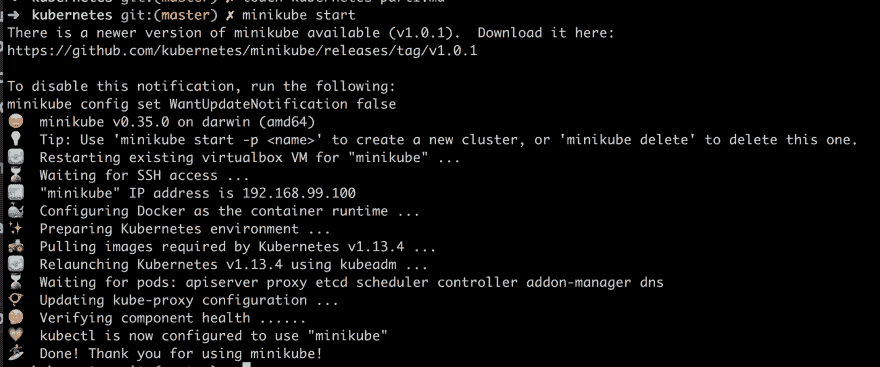 kubernetes git:(master) ✗ touch kubernetes-part1.md
→ kubernetes git:(master) ✗ minikube start
There is a newer version of minikube available (v1.0.1).  Download it here:
https://github.com/kubernetes/minikube/releases/tag/v1.0.1
To disable this notification, run the following:
minikube config set WantUpdateNotification false
minikube v0.35.0 on darwin (amd64)
Tip: Use 'minikube start -p <name>' to create a new cluster, or 'minikube delete' to delete this one.
Restarting existing virtualbox VM for "minikube" ...
Waiting for SSH access ...
"minikube" IP address is 192.168.99.100
Configuring Docker as the container runtime ...
Preparing Kubernetes environment ...
Pulling images required by Kubernetes v1.13.4 ...
Relaunching Kubernetes v1.13.4 using kubeadm ...
Waiting for pods: apiserver proxy etcd scheduler controller addon-manager dns
Updating kube-proxy configuration ...
Verifying component health ......
kubectl is now configured to use "minikube"
Done! Thank you for using minikube!